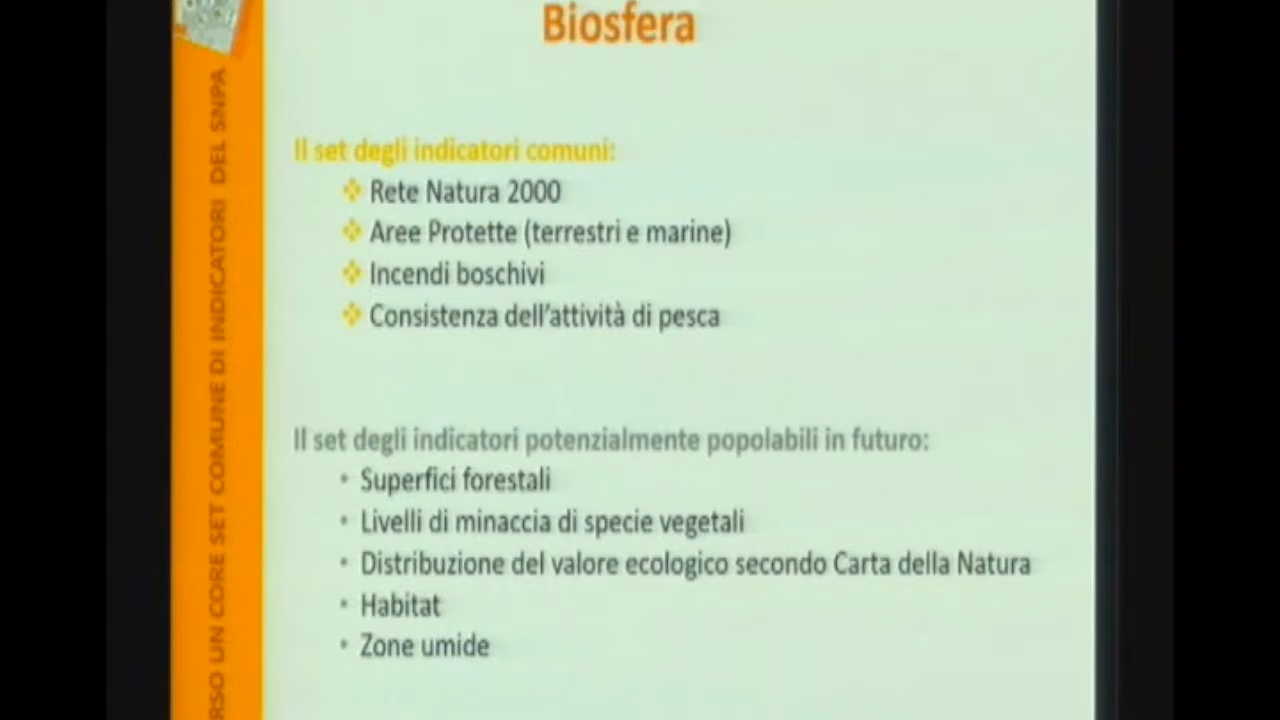 Biosfera
Il set degli indicatori comuni:
Rete Natura 2000
Aree Protette (terrestri e marine)
Incendi boschivi
Consistenza dell'attività di pesca
Il set degli indicatori potenzialmente popolabili in futuro:
• Superfici forestali
• Livelli di minaccia di specie vegetali
• Distribuzione del valore ecologico secondo Carta della Natura
• Habitat
• Zone umide
RSO UN CORE SET COMUNE DI INDICATORI DEL SNPA